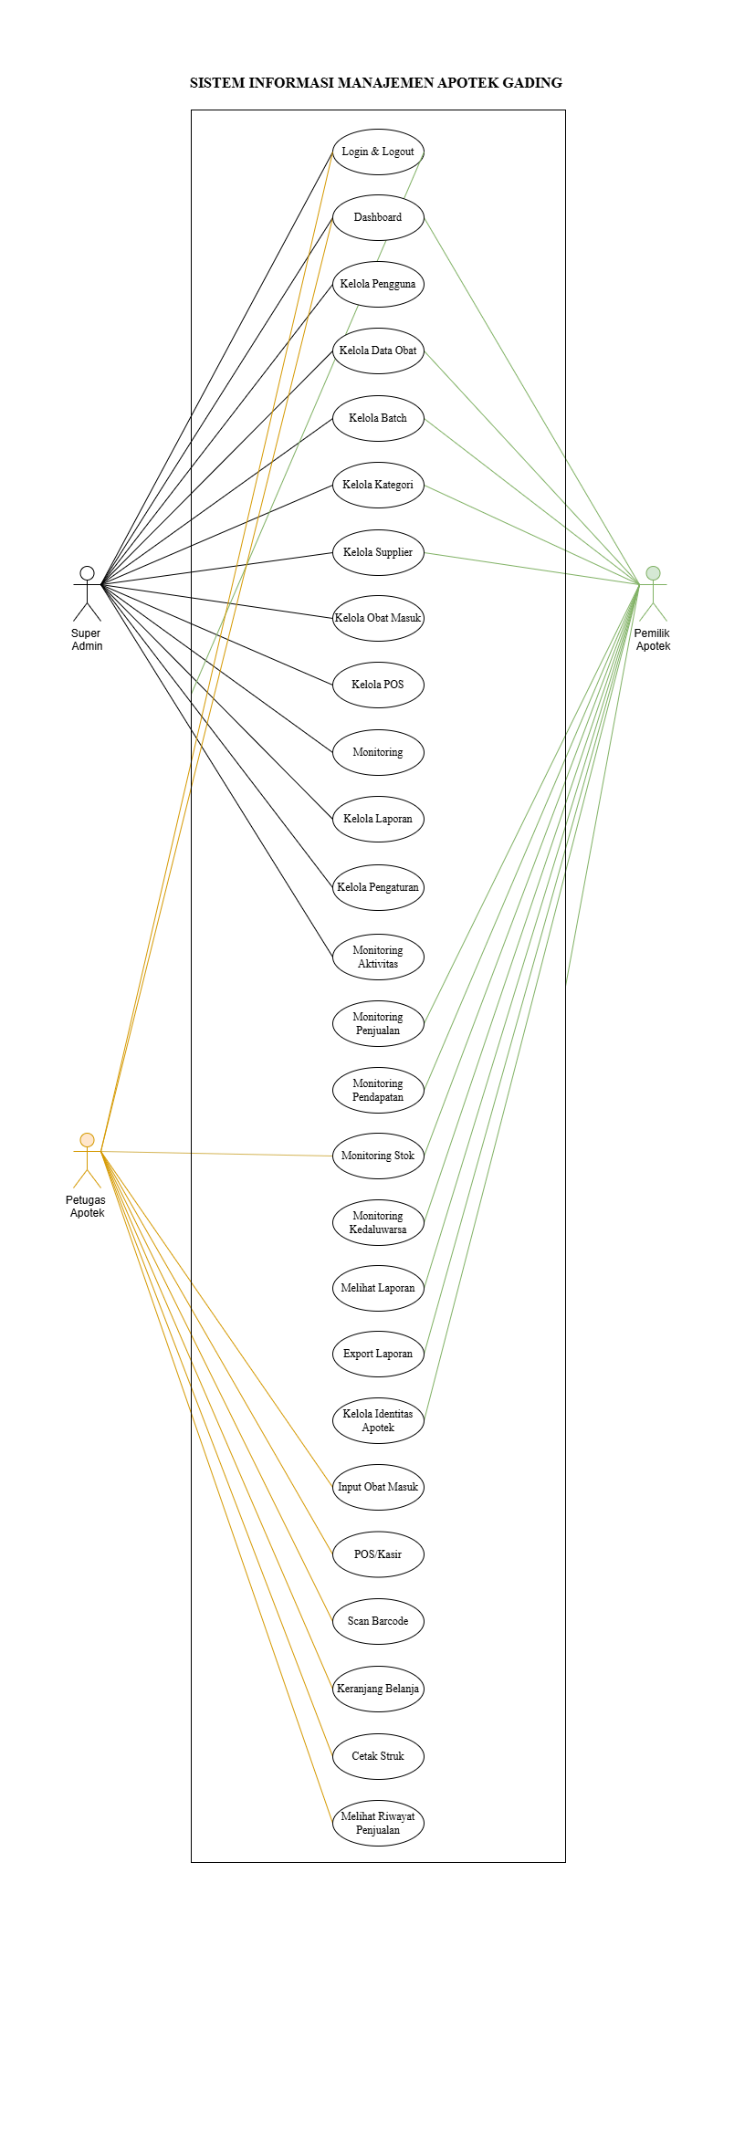 SISTEM INFORMASI MANAJEMEN APOTEK GADING
Login & Logout
Dashboard
Kelola Pengguna
Kelola Data Obat
Kelola Batch
Kelola Kategori
Kelola Supplier
Super
Admin
Pemilik
Apotek
Kelola Obat Masuk
Kelola POS
Monitoring
Kelola Laporan
Kelola Pengaturan
Monitoring
Aktivitas
Monitoring
Penjualan
Monitoring
Pendapatan
Monitoring Stok
Petugas
Apotek
Monitoring
Kedaluwarsa
Melihat Laporan
Export Laporan
Kelola Identitas
Apotek
Input Obat Masuk
POS/Kasir
Scan Barcode
Keranjang Belanja
Cetak Struk
Melihat Riwayat
Penjualan